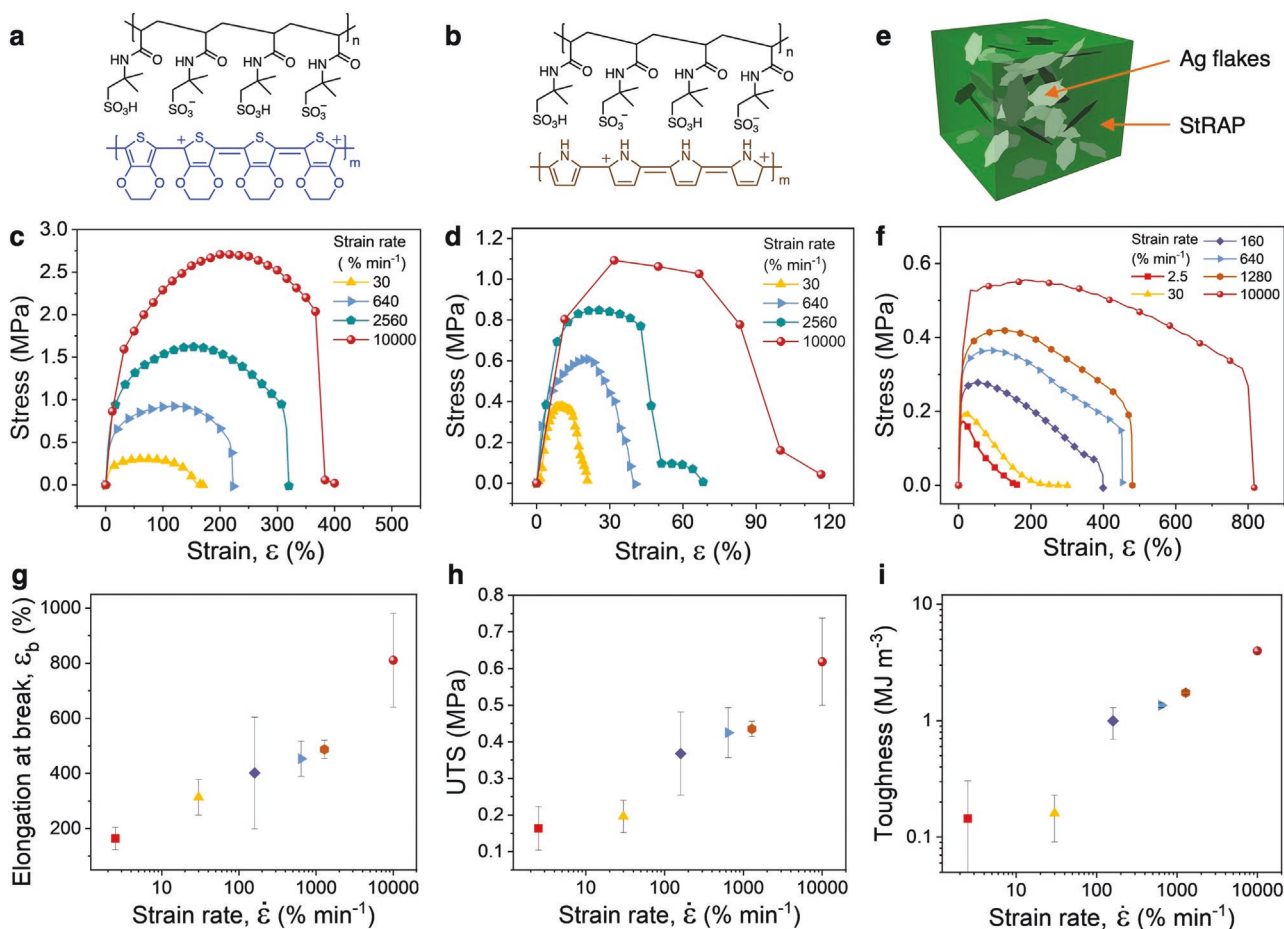 a
n
O
O
O
O
HN
HN
HN
HN
SO₃H
SO₃⁻
SO₃H
SO₃⁻
S
+
S
S
S
+
m
O
O
O
O
O
O
O
O
b
n
O
O
O
O
HN
HN
HN
HN
SO₃H
SO₃⁻
SO₃H
SO₃⁻
H
N
+
H
N
H
N
H
N
+
m
e
Ag flakes
StRAP
c
Stress (MPa)
3.0
2.5
2.0
1.5
1.0
0.5
0.0
Strain rate
( % min⁻¹)
30
640
2560
10000
0 100 200 300 400 500
Strain, ε (%)
d
Stress (MPa)
1.2
1.0
0.8
0.6
0.4
0.2
0.0
Strain rate
(% min⁻¹)
30
640
2560
10000
0 30 60 90 120
Strain, ε (%)
f
Stress (MPa)
0.6
0.4
0.2
0.0
Strain rate
(% min⁻¹)
2.5
30
160
640
1280
10000
0 200 400 600 800
Strain, ε (%)
g
Elongation at break, ε_b (%)
1000
800
600
400
200
10 100 1000 10000
Strain rate, ε̇ (% min⁻¹)
h
UTS (MPa)
0.8
0.7
0.6
0.5
0.4
0.3
0.2
0.1
10 100 1000 10000
Strain rate, ε̇ (% min⁻¹)
i
Toughness (MJ m⁻³)
10
1
0.1
10 100 1000 10000
Strain rate, ε̇ (% min⁻¹)